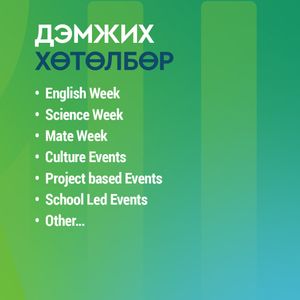 ДЭМЖИХ
ХӨТӨЛБӨР
• English Week
• Science Week
• Mate Week
• Culture Events
• Project based Events
• School Led Events
• Other...